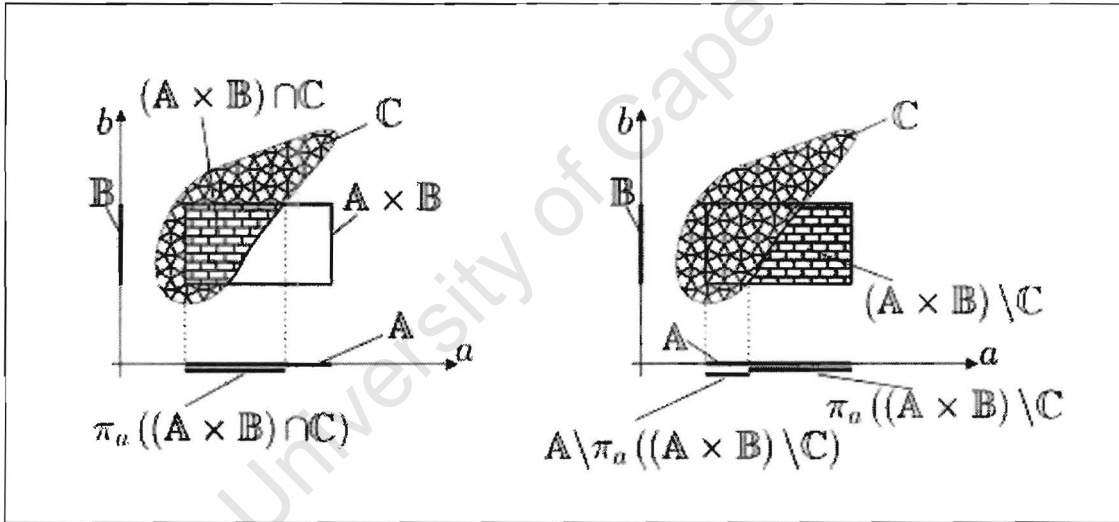 (𝔸 × 𝔹) ∩ ℂ
b
ℂ
𝔹
𝔸 × 𝔹
𝔸
a
π_a ((𝔸 × 𝔹) ∩ ℂ)
b
ℂ
𝔹
(𝔸 × 𝔹) \ℂ
𝔸
a
π_a ((𝔸 × 𝔹) \ℂ
𝔸\π_a ((𝔸 × 𝔹) \ℂ)
University of Cape